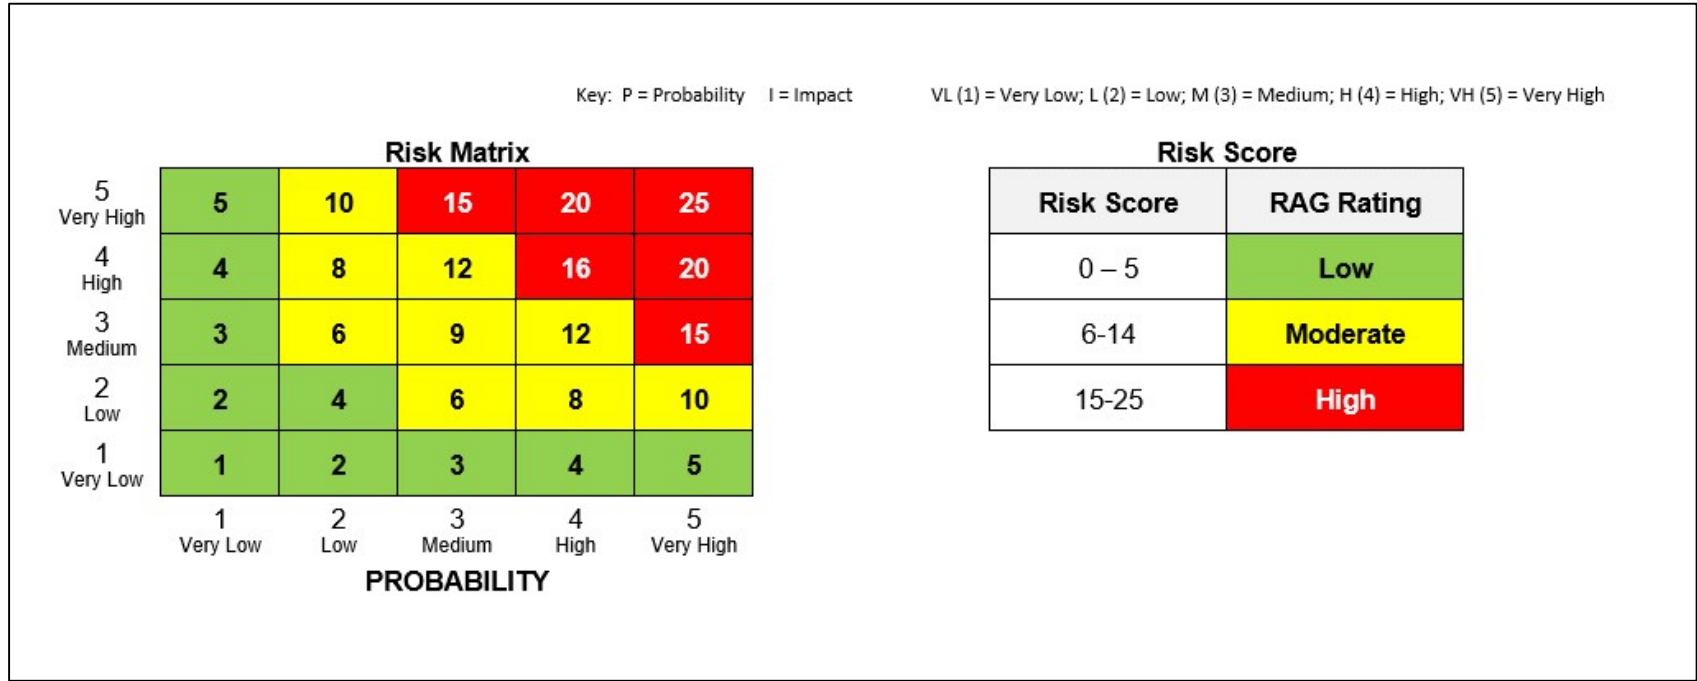 Key: P = Probability I = Impact VL (1) = Very Low; L (2) = Low; M (3) = Medium; H (4) = High; VH (5) = Very High
Risk Matrix
5
Very High
5 10 15 20 25
4
High
4 8 12 16 20
3
Medium
3 6 9 12 15
2
Low
2 4 6 8 10
1
Very Low
1 2 3 4 5
1 2 3 4 5
Very Low Low Medium High Very High
PROBABILITY
Risk Score
Risk Score RAG Rating
0 – 5 Low
6-14 Moderate
15-25 High